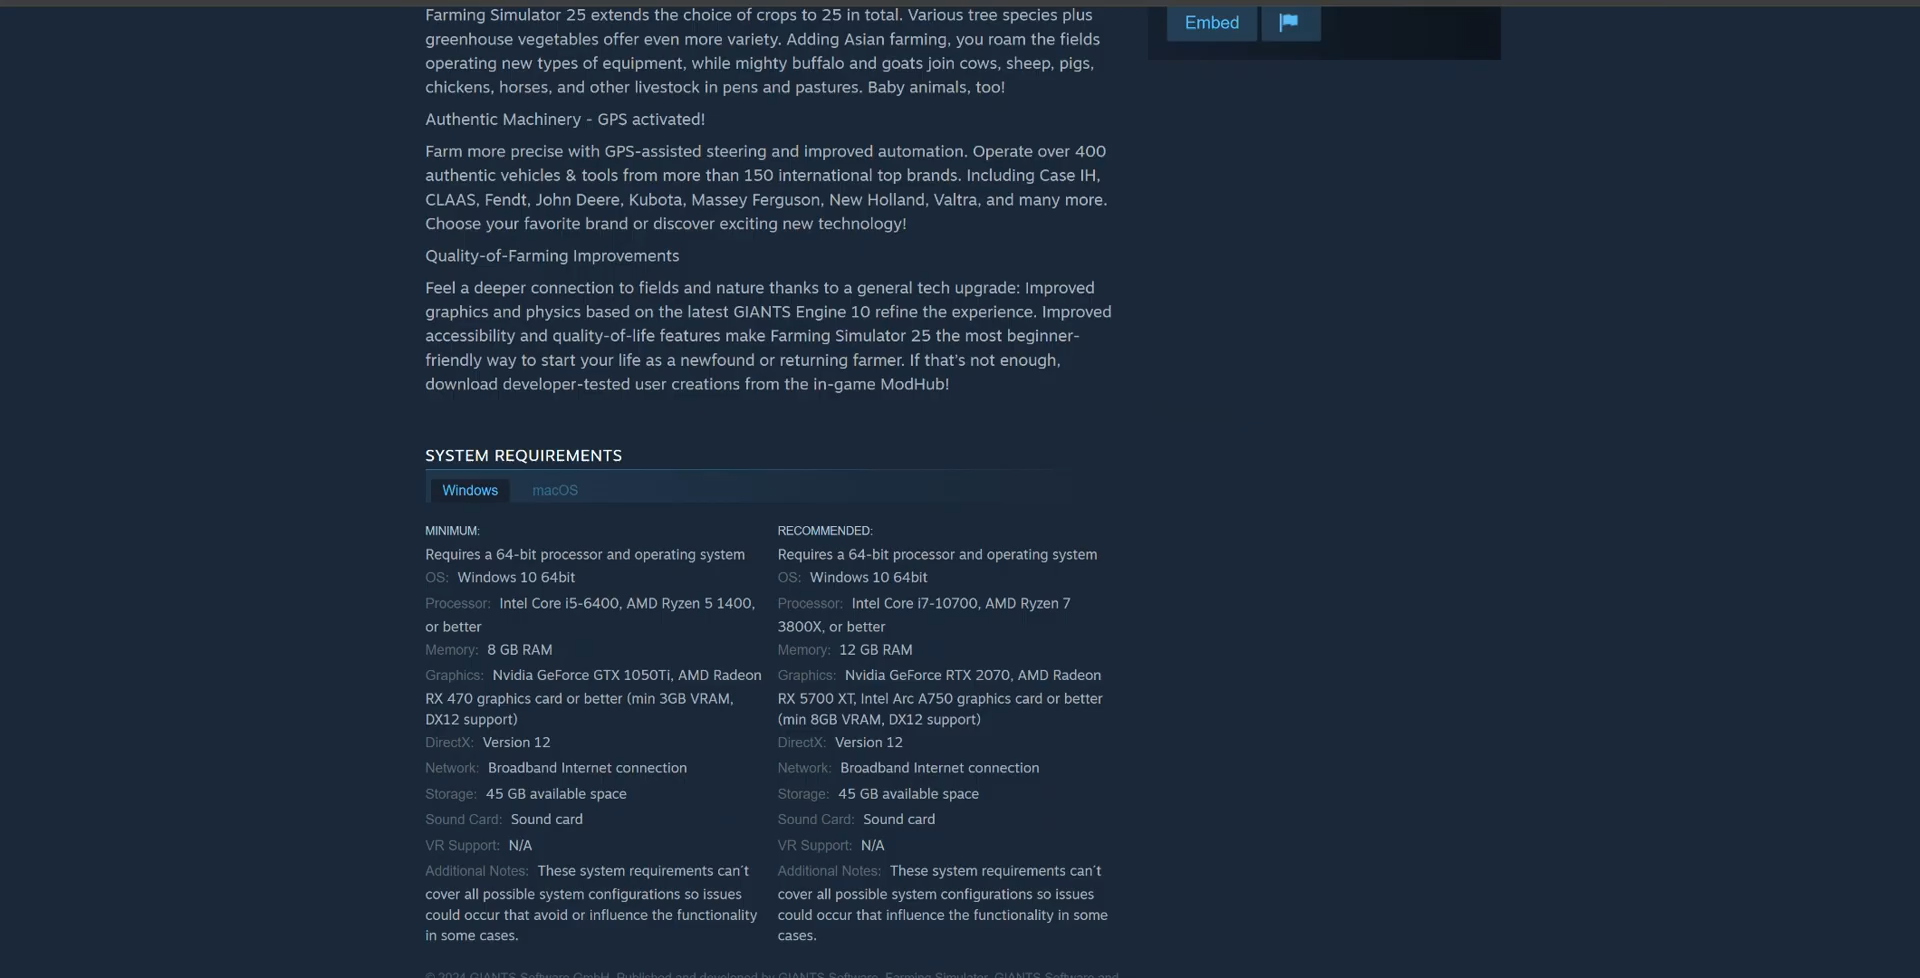 Farming Simulator 25 extends the choice of crops to 25 in total. Various tree species plus
greenhouse vegetables offer even more variety. Adding Asian farming, you roam the fields
operating new types of equipment, while mighty buffalo and goats join cows, sheep, pigs,
chickens, horses, and other livestock in pens and pastures. Baby animals, too!
Embed
Authentic Machinery - GPS activated!
Farm more precise with GPS-assisted steering and improved automation. Operate over 400
authentic vehicles & tools from more than 150 international top brands. Including Case IH,
CLAAS, Fendt, John Deere, Kubota, Massey Ferguson, New Holland, Valtra, and many more.
Choose your favorite brand or discover exciting new technology!
Quality-of-Farming Improvements
Feel a deeper connection to fields and nature thanks to a general tech upgrade: Improved
graphics and physics based on the latest GIANTS Engine 10 refine the experience. Improved
accessibility and quality-of-life features make Farming Simulator 25 the most beginner-
friendly way to start your life as a newfound or returning farmer. If that's not enough,
download developer-tested user creations from the in-game ModHub!
SYSTEM REQUIREMENTS
Windows macOS
MINIMUM:
Requires a 64-bit processor and operating system
OS: Windows 10 64bit
Processor: Intel Core i5-6400, AMD Ryzen 5 1400,
or better
Memory: 8 GB RAM
Graphics: Nvidia GeForce GTX 1050Ti, AMD Radeon
RX 470 graphics card or better (min 3GB VRAM,
DX12 support)
DirectX: Version 12
Network: Broadband Internet connection
Storage: 45 GB available space
Sound Card: Sound card
VR Support: N/A
Additional Notes: These system requirements can´t
cover all possible system configurations so issues
could occur that avoid or influence the functionality
in some cases.
RECOMMENDED:
Requires a 64-bit processor and operating system
OS: Windows 10 64bit
Processor: Intel Core i7-10700, AMD Ryzen 7
3800X, or better
Memory: 12 GB RAM
Graphics: Nvidia GeForce RTX 2070, AMD Radeon
RX 5700 XT, Intel Arc A750 graphics card or better
(min 8GB VRAM, DX12 support)
DirectX: Version 12
Network: Broadband Internet connection
Storage: 45 GB available space
Sound Card: Sound card
VR Support: N/A
Additional Notes: These system requirements can´t
cover all possible system configurations so issues
could occur that influence the functionality in some
cases.
© 2024 GIANTS Software GmbH. Published and developed by GIANTS Software. Farming Simulator, GIANTS Software and